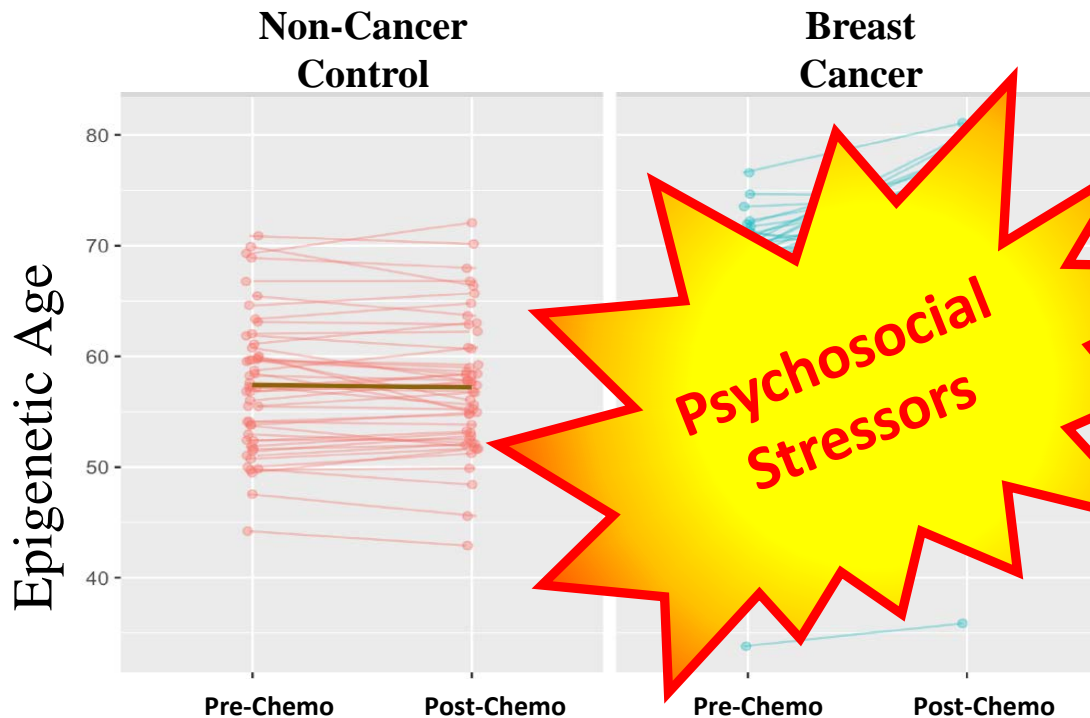 Non-Cancer
Control
Breast
Cancer
Epigenetic Age
80
70
60
50
40
Psychosocial
Stressors
Pre-Chemo
Post-Chemo
Pre-Chemo
Post-Chemo